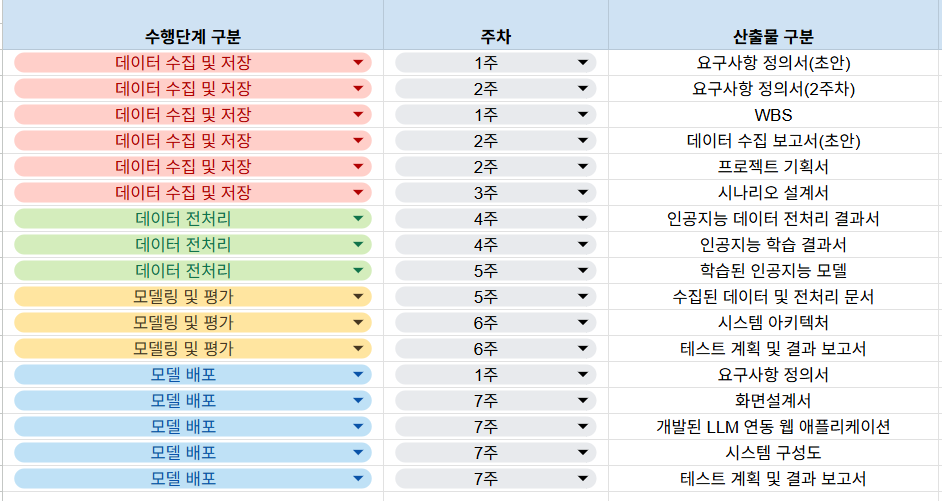 수행단계 구분 주차 산출물 구분
데이터 수집 및 저장 1주 요구사항 정의서(초안)
데이터 수집 및 저장 2주 요구사항 정의서(2주차)
데이터 수집 및 저장 1주 WBS
데이터 수집 및 저장 2주 데이터 수집 보고서(초안)
데이터 수집 및 저장 2주 프로젝트 기획서
데이터 수집 및 저장 3주 시나리오 설계서
데이터 전처리 4주 인공지능 데이터 전처리 결과서
데이터 전처리 4주 인공지능 학습 결과서
데이터 전처리 5주 학습된 인공지능 모델
모델링 및 평가 5주 수집된 데이터 및 전처리 문서
모델링 및 평가 6주 시스템 아키텍처
모델링 및 평가 6주 테스트 계획 및 결과 보고서
모델 배포 1주 요구사항 정의서
모델 배포 7주 화면설계서
모델 배포 7주 개발된 LLM 연동 웹 애플리케이션
모델 배포 7주 시스템 구성도
모델 배포 7주 테스트 계획 및 결과 보고서